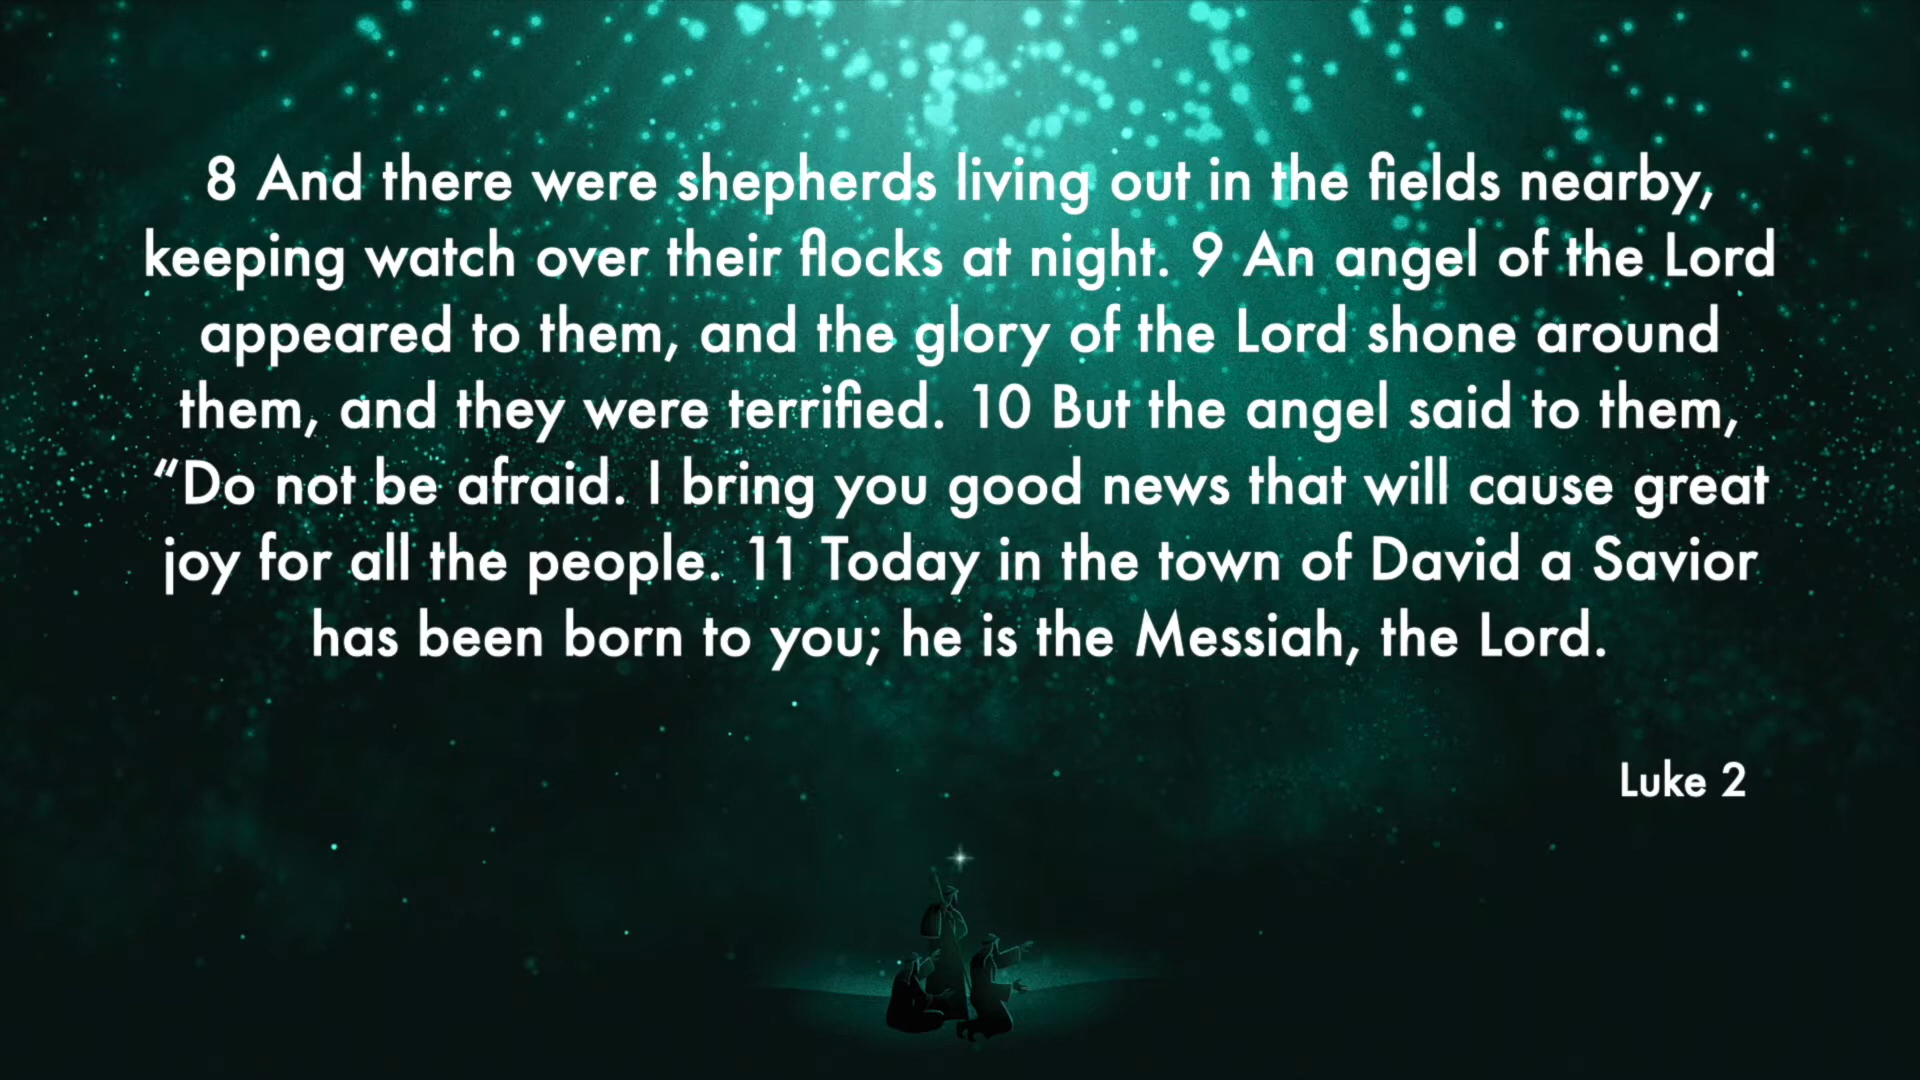 8 And there were shepherds living out in the fields nearby,
keeping watch over their flocks at night. 9 An angel of the Lord
appeared to them, and the glory of the Lord shone around
them, and they were terrified. 10 But the angel said to them,
“Do not be afraid. I bring you good news that will cause great
joy for all the people. 11 Today in the town of David a Savior
has been born to you; he is the Messiah, the Lord.
Luke 2